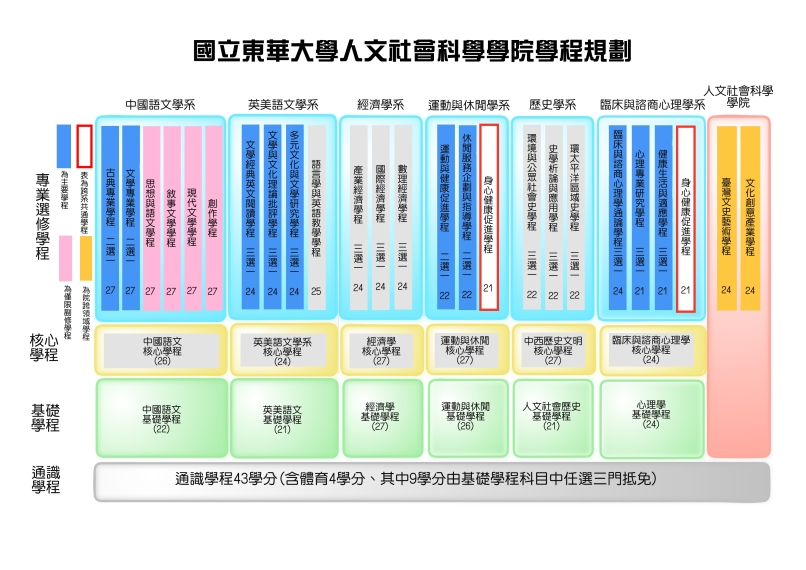 國立東華大學人文社會科學學院學程規劃
中國語文學系
英美語文學系
經濟學系
運動與休閒學系
歷史學系
臨床與諮商心理學系
人文社會科學
學院
專業選修學程
為主要學程
表為跨系共通學程
為僅限選修學程
為院跨領域學程
古典專業學程 二選一 27
文學專業學程 二選一 27
思想與語文學程 27
敘事文學學程 27
現代文學學程 27
創作學程 27
文學經典英文閱讀學程 三選一 24
文學與文化理論批評學程 三選一 24
多元文化與文學研究學程 三選一 24
語言學與英語教學學程 25
產業經濟學程 三選一 24
國際經濟學程 三選一 24
數理經濟學程 三選一 24
運動與健康促進學程 二選一 22
休閒服務企劃與指導學程 二選一 22
身心健康促進學程 21
環境與公眾社會史學程 三選一 22
史學析論與應用學程 三選一 22
環太平洋區域史學程 三選一 22
臨床與諮商心理學通論學程 三選一 24
心理專業研究學程 三選一 21
健康生活與適應學程 三選一 21
身心健康促進學程 21
臺灣文史藝術學程 24
文化創意產業學程 24
核心
學程
中國語文
核心學程
(26)
英美語文學系
核心學程
(24)
經濟學
核心學程
(27)
運動與休閒
核心學程
(27)
中西歷史文明
核心學程
(27)
臨床與諮商心理學
核心學程
(24)
基礎
學程
中國語文
基礎學程
(22)
英美語文
基礎學程
(21)
經濟學
基礎學程
(27)
運動與休閒
基礎學程
(26)
人文社會歷史
基礎學程
(21)
心理學
基礎學程
(24)
通識
學程
通識學程43學分(含體育4學分、其中9學分由基礎學程科目中任選三門抵免)